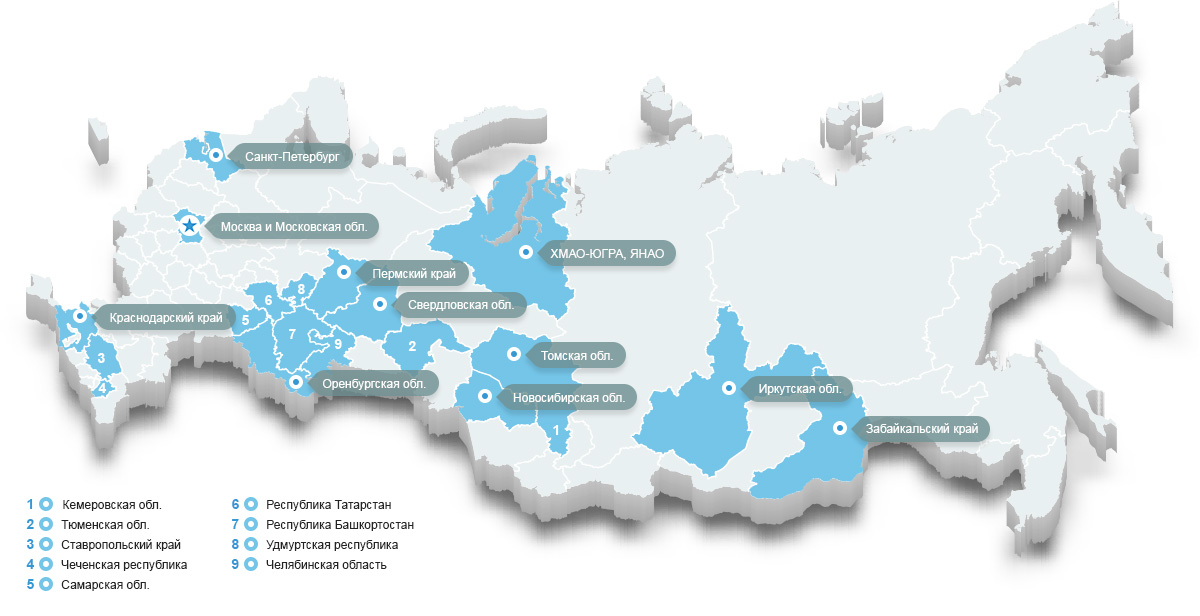 Санкт-Петербург
Москва и Московская обл.
ХМАО-ЮГРА, ЯНАО
Пермский край
8
6
Свердловская обл.
Краснодарский край
5
7
9
2
3
Томская обл.
4
Оренбургская обл.
Иркутская обл.
Новосибирская обл.
1
Забайкальский край
1 Кемеровская обл.
2 Тюменская обл.
3 Ставропольский край
4 Чеченская республика
5 Самарская обл.
6 Республика Татарстан
7 Республика Башкортостан
8 Удмуртская республика
9 Челябинская область